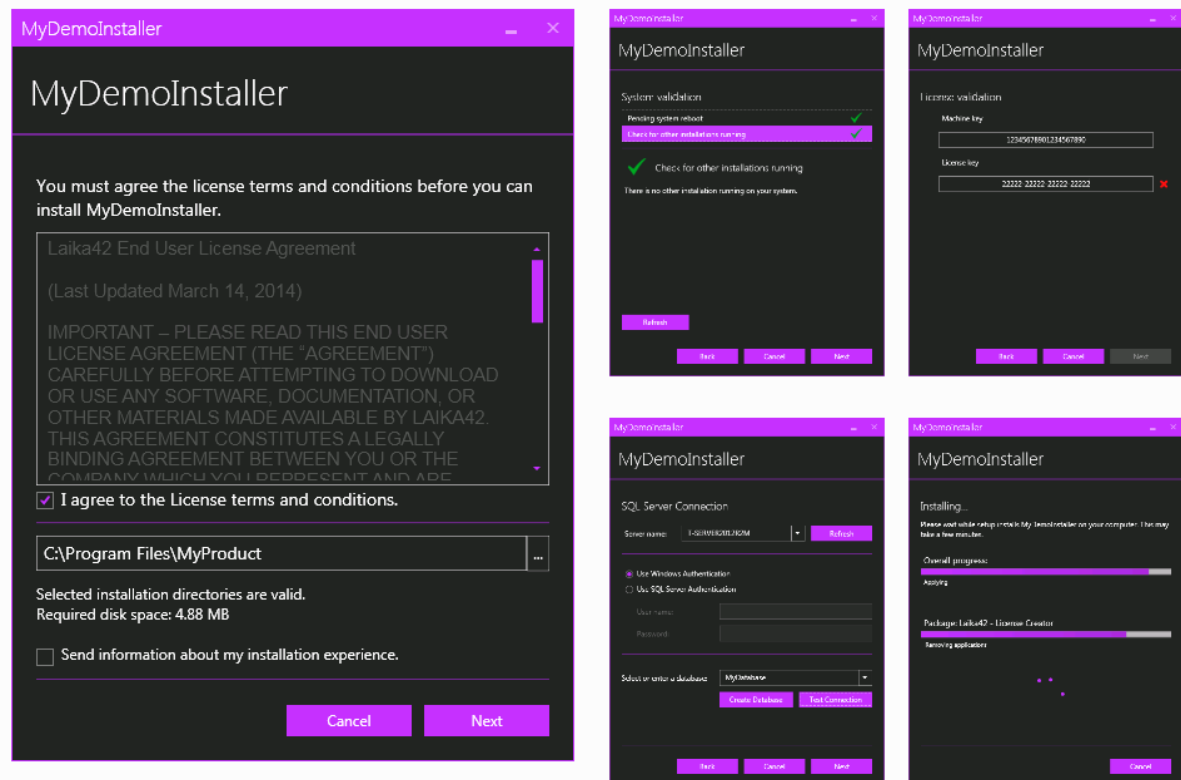 MyDemoInstaller
MyDemoInstaller
You must agree the license terms and conditions before you can
install MyDemoInstaller.
Laika42 End User License Agreement
(Last Updated March 14, 2014)
IMPORTANT – PLEASE READ THIS END USER
LICENSE AGREEMENT (THE “AGREEMENT”)
CAREFULLY BEFORE ATTEMPTING TO DOWNLOAD
OR USE ANY SOFTWARE, DOCUMENTATION, OR
OTHER MATERIALS MADE AVAILABLE BY LAIKA42.
THIS AGREEMENT CONSTITUTES A LEGALLY
BINDING AGREEMENT BETWEEN YOU OR THE
COMPANY WHICH YOU REPRESENT AND ARE
I agree to the License terms and conditions.
C:\Program Files\MyProduct
...
Selected installation directories are valid.
Required disk space: 4.88 MB
Send information about my installation experience.
Cancel
Next
MyDemoInstaller
MyDemoInstaller
System validation
Pending system reboot
Check for other installations running
Check for other installations running
There is no other installation running on your system.
Refresh
Back
Cancel
Next
MyDemoInstaller
MyDemoInstaller
License validation
Machine key
12345678901234567890
License key
22222-22222-22222-22222
Back
Cancel
Next
MyDemoInstaller
MyDemoInstaller
SQL Server Connection
Server name:
Refresh
Use Windows Authentication
Use SQL Server Authentication
User name:
Password:
Select or enter a database:
MyDatabase
Create Database
Test Connection
Back
Cancel
Next
MyDemoInstaller
MyDemoInstaller
Installing...
Please wait while setup installs MyDemoInstaller on your computer. This may
take a few minutes.
Overall progress:
Applying
Package: Laika42 - License Creator
Removing applications
Cancel